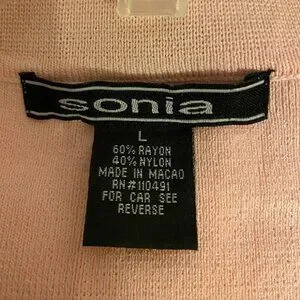 sonia
L
60% RAYON
40% NYLON
MADE IN MACAO
RN#110491
FOR CAR SEE
REVERSE